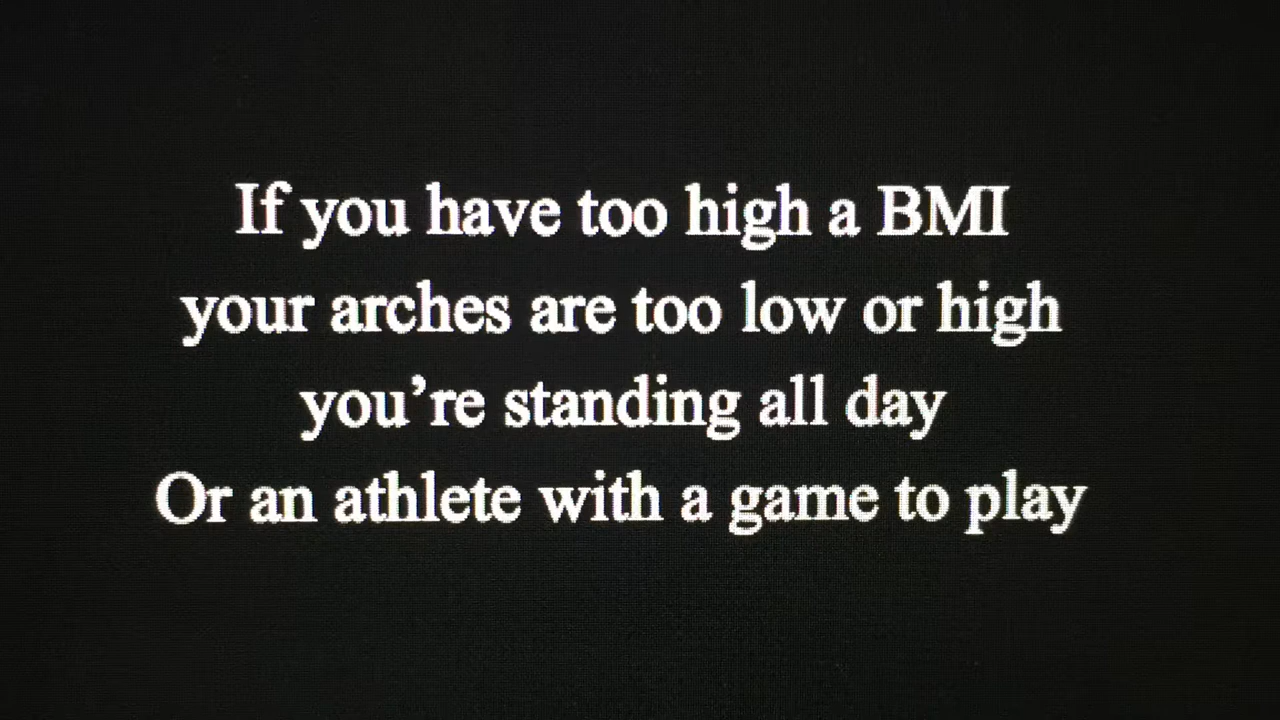 If you have too high a BMI
your arches are too low or high
you’re standing all day
Or an athlete with a game to play